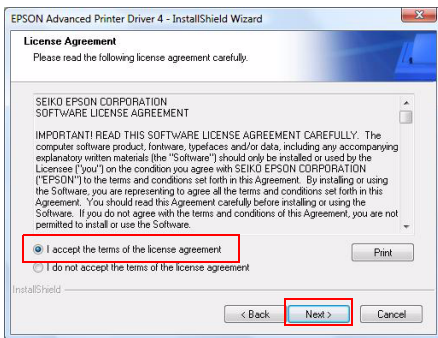 EPSON Advanced Printer Driver 4 - InstallShield Wizard
License Agreement
Please read the following license agreement carefully.
SEIKO EPSON CORPORATION
SOFTWARE LICENSE AGREEMENT
IMPORTANT! READ THIS SOFTWARE LICENSE AGREEMENT CAREFULLY. The
computer software product, fontware, typefaces and/or data, including any accompanying
explanatory written materials (the "Software") should only be installed or used by the
Licensee ("you") on the condition you agree with SEIKO EPSON CORPORATION
("EPSON") to the terms and conditions set forth in this Agreement. By installing or using
the Software, you are representing to agree all the terms and conditions set forth in this
Agreement. You should read this Agreement carefully before installing or using the
Software. If you do not agree with the terms and conditions of this Agreement, you are not
permitted to install or use the Software.
I accept the terms of the license agreement
Print
I do not accept the terms of the license agreement
InstallShield
< Back Next > Cancel